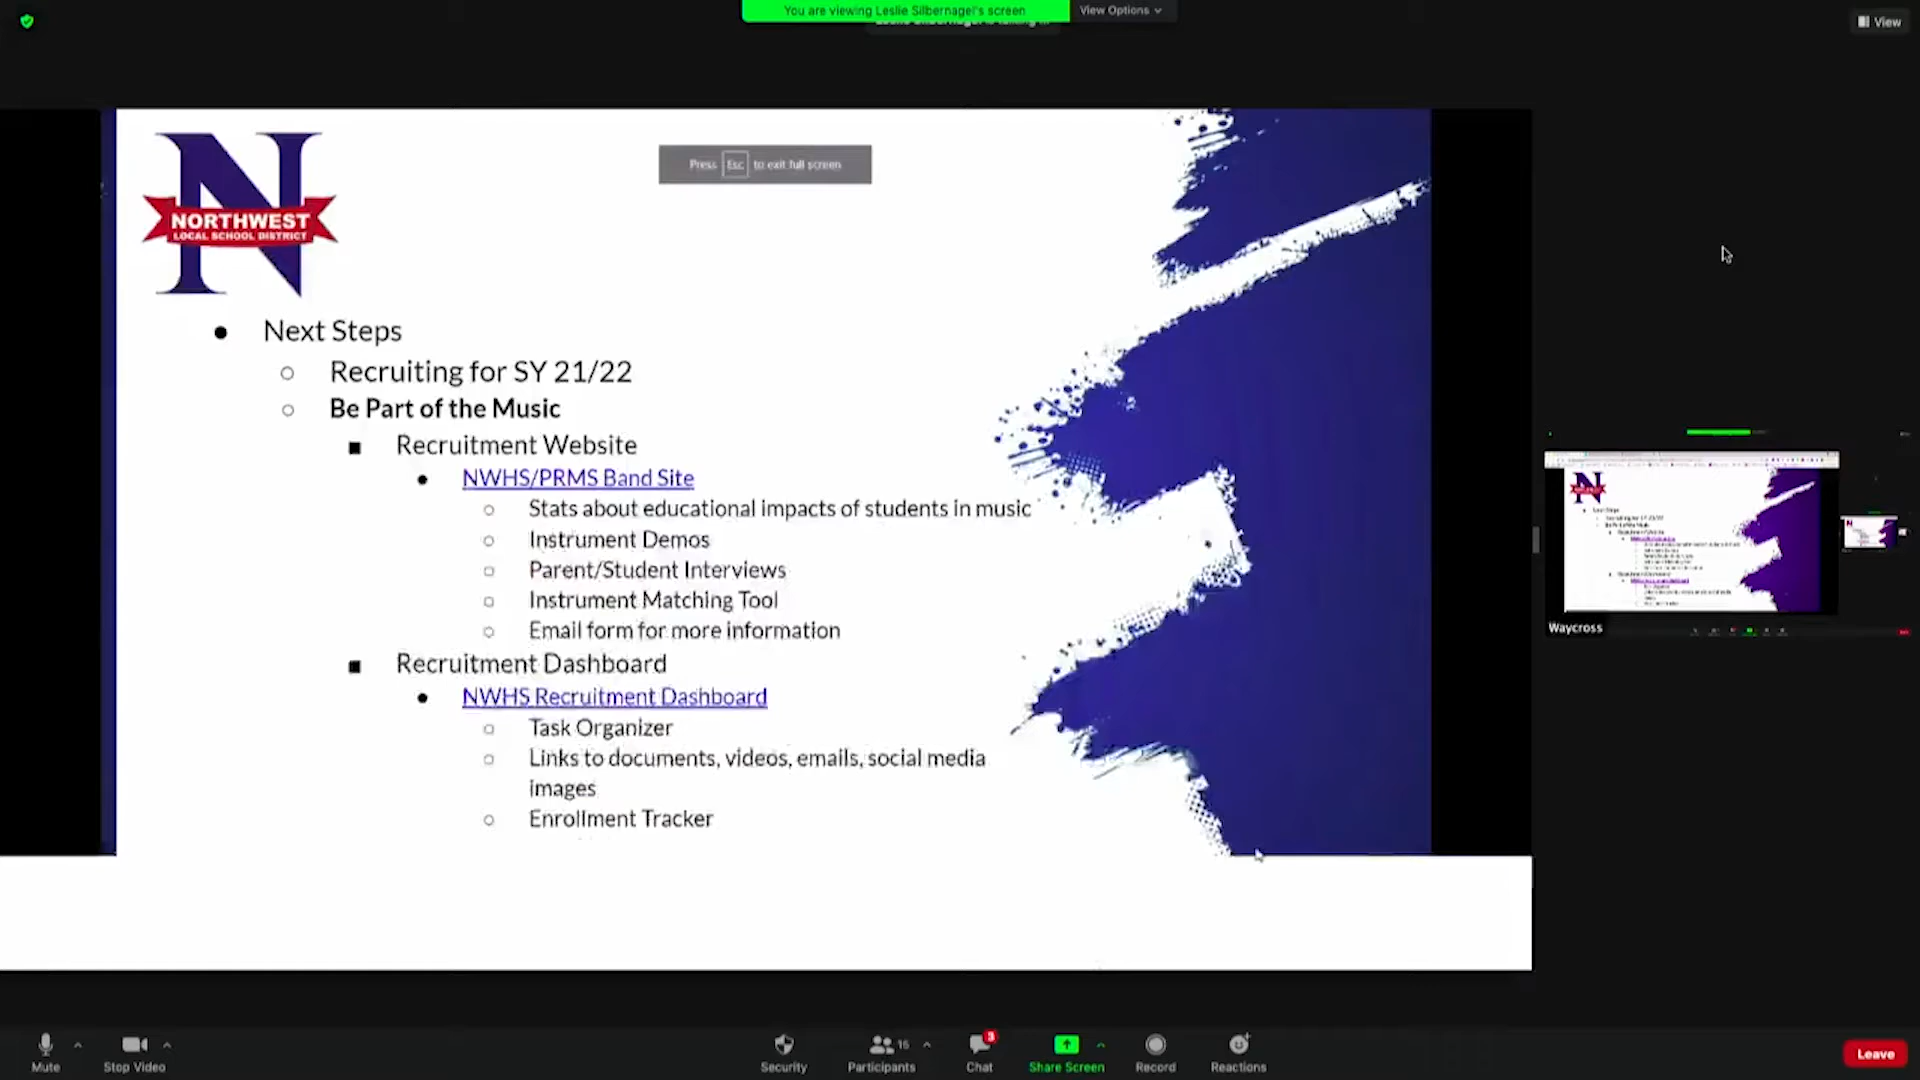 You are viewing Leslie Silbernagel's screen
View Options
View
Press Esc to exit full screen
NORTHWEST
LOCAL SCHOOL DISTRICT
Next Steps
Recruiting for SY 21/22
Be Part of the Music
Recruitment Website
NWHS/PRMS Band Site
Stats about educational impacts of students in music
Instrument Demos
Parent/Student Interviews
Instrument Matching Tool
Email form for more information
Recruitment Dashboard
NWHS Recruitment Dashboard
Task Organizer
Links to documents, videos, emails, social media
images
Enrollment Tracker
Waycross
Mute
Stop Video
Security
15
Participants
Chat
Share Screen
Record
Reactions
Leave